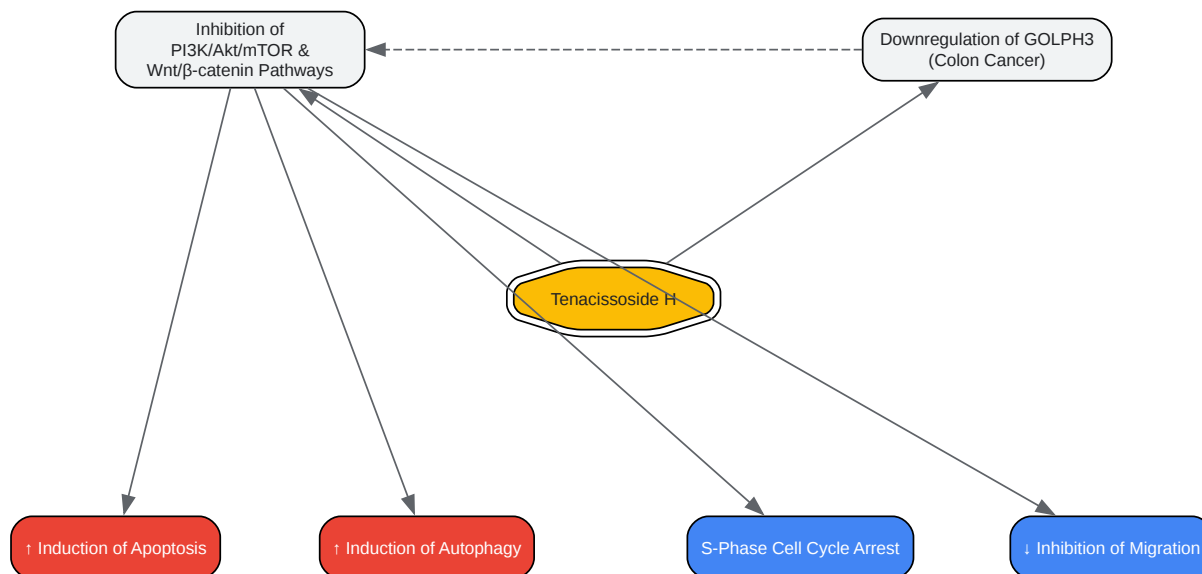 Inhibition of
PI3K/Akt/mTOR &
Wnt/β-catenin Pathways
Downregulation of GOLPH3
(Colon Cancer)
Tenacissoside H
↑ Induction of Apoptosis
↑ Induction of Autophagy
S-Phase Cell Cycle Arrest
↓ Inhibition of Migration